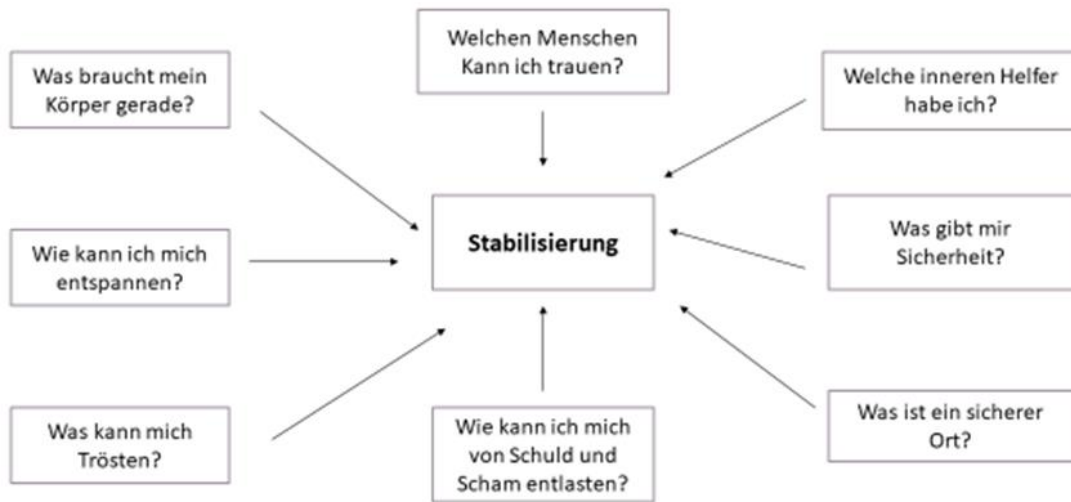 Welchen Menschen
Kann ich trauen?
Was braucht mein
Körper gerade?
Welche inneren Helfer
habe ich?
Stabilisierung
Wie kann ich mich
entspannen?
Was gibt mir
Sicherheit?
Was kann mich
Trösten?
Wie kann ich mich
von Schuld und
Scham entlasten?
Was ist ein sicherer
Ort?